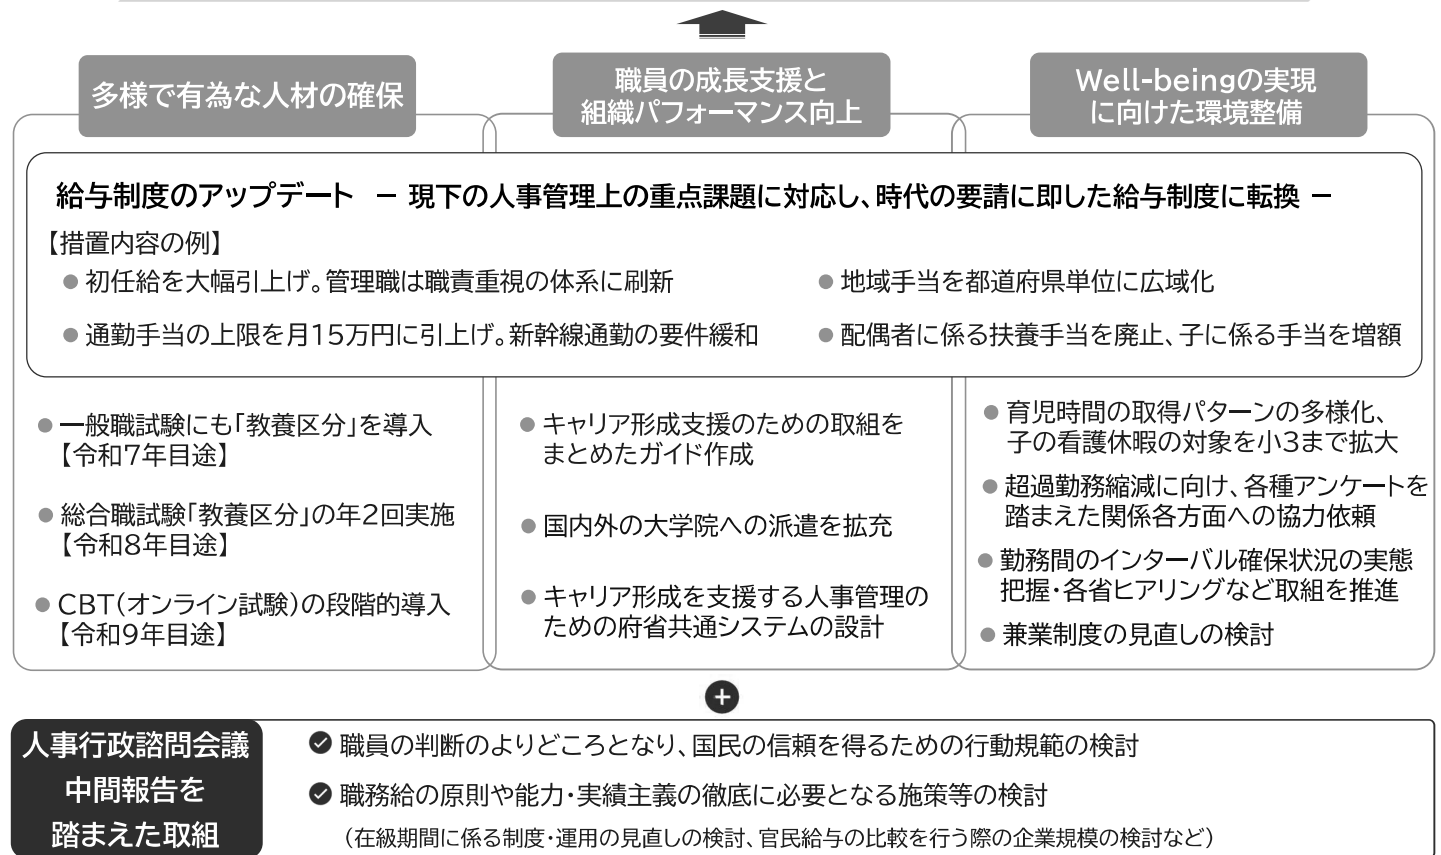 多様で有為な人材の確保
職員の成長支援と
組織パフォーマンス向上
Well-beingの実現
に向けた環境整備
給与制度のアップデート － 現下の人事管理上の重点課題に対応し、時代の要請に即した給与制度に転換 －
【措置内容の例】
● 初任給を大幅引上げ。管理職は職責重視の体系に刷新
● 地域手当を都道府県単位に広域化
● 通勤手当の上限を月15万円に引上げ。新幹線通勤の要件緩和
● 配偶者に係る扶養手当を廃止、子に係る手当を増額
● 一般職試験にも「教養区分」を導入
【令和7年目途】
● 総合職試験「教養区分」の年2回実施
【令和8年目途】
● CBT（オンライン試験）の段階的導入
【令和9年目途】
● キャリア形成支援のための取組を
まとめたガイド作成
● 国内外の大学院への派遣を拡充
● キャリア形成を支援する人事管理の
ための府省共通システムの設計
● 育児時間の取得パターンの多様化、
子の看護休暇の対象を小3まで拡大
● 超過勤務縮減に向け、各種アンケートを
踏まえた関係各方面への協力依頼
● 勤務間のインターバル確保状況の実態
把握・各省ヒアリングなど取組を推進
● 兼業制度の見直しの検討
+
人事行政諮問会議
中間報告を
踏まえた取組
職員の判断のよりどころとなり、国民の信頼を得るための行動規範の検討
職務給の原則や能力・実績主義の徹底に必要となる施策等の検討
（在級期間に係る制度・運用の見直しの検討、官民給与の比較を行う際の企業規模の検討など）